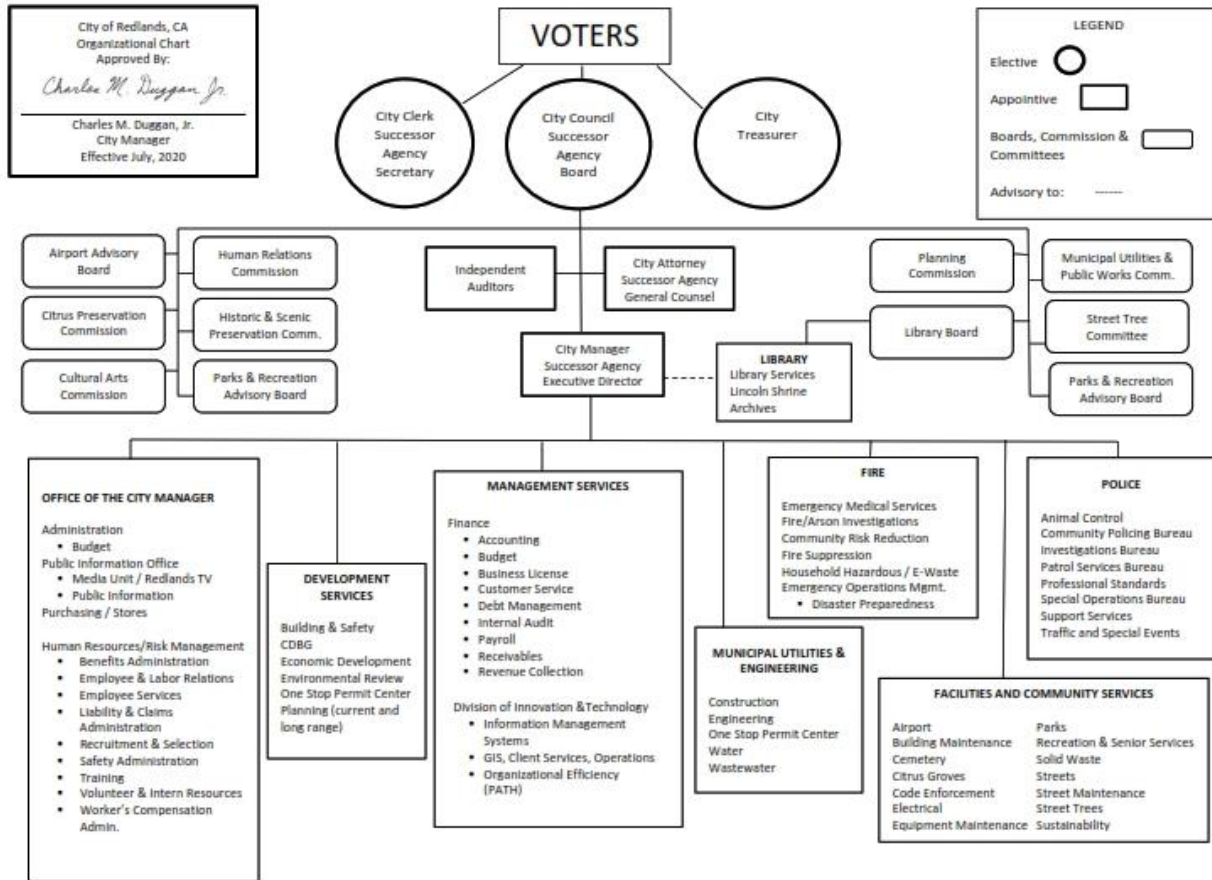 City of Redlands, CA
Organizational Chart
Approved By:
Charles M. Duggan Jr.
Charles M. Duggan, Jr.
City Manager
Effective July, 2020
VOTERS
LEGEND
Elective
Appointive
Boards, Commission &
Committees
Advisory to: ------
City Clerk
Successor
Agency
Secretary
City Council
Successor
Agency
Board
City
Treasurer
Airport Advisory
Board
Human Relations
Commission
Citrus Preservation
Commission
Historic & Scenic
Preservation Comm.
Cultural Arts
Commission
Parks & Recreation
Advisory Board
Independent
Auditors
City Attorney
Successor Agency
General Counsel
City Manager
Successor Agency
Executive Director
LIBRARY
Library Services
Lincoln Shrine
Archives
Planning
Commission
Municipal Utilities &
Public Works Comm.
Library Board
Street Tree
Committee
Parks & Recreation
Advisory Board
OFFICE OF THE CITY MANAGER
Administration
• Budget
Public Information Office
• Media Unit / Redlands TV
• Public Information
Purchasing / Stores
Human Resources/Risk Management
• Benefits Administration
• Employee & Labor Relations
• Employee Services
• Liability & Claims
Administration
• Recruitment & Selection
• Safety Administration
• Training
• Volunteer & Intern Resources
• Worker's Compensation
Admin.
DEVELOPMENT
SERVICES
Building & Safety
CDBG
Economic Development
Environmental Review
One Stop Permit Center
Planning (current and
long range)
MANAGEMENT SERVICES
Finance
• Accounting
• Budget
• Business License
• Customer Service
• Debt Management
• Internal Audit
• Payroll
• Receivables
• Revenue Collection
Division of Innovation &Technology
• Information Management
Systems
• GIS, Client Services, Operations
• Organizational Efficiency
(PATH)
MUNICIPAL UTILITIES &
ENGINEERING
Construction
Engineering
One Stop Permit Center
Water
Wastewater
FIRE
Emergency Medical Services
Fire/Arson Investigations
Community Risk Reduction
Fire Suppression
Household Hazardous / E-Waste
Emergency Operations Mgmt.
• Disaster Preparedness
POLICE
Animal Control
Community Policing Bureau
Investigations Bureau
Patrol Services Bureau
Professional Standards
Special Operations Bureau
Support Services
Traffic and Special Events
FACILITIES AND COMMUNITY SERVICES
Airport
Building Maintenance
Cemetery
Citrus Groves
Code Enforcement
Electrical
Equipment Maintenance
Parks
Recreation & Senior Services
Solid Waste
Streets
Street Maintenance
Street Trees
Sustainability